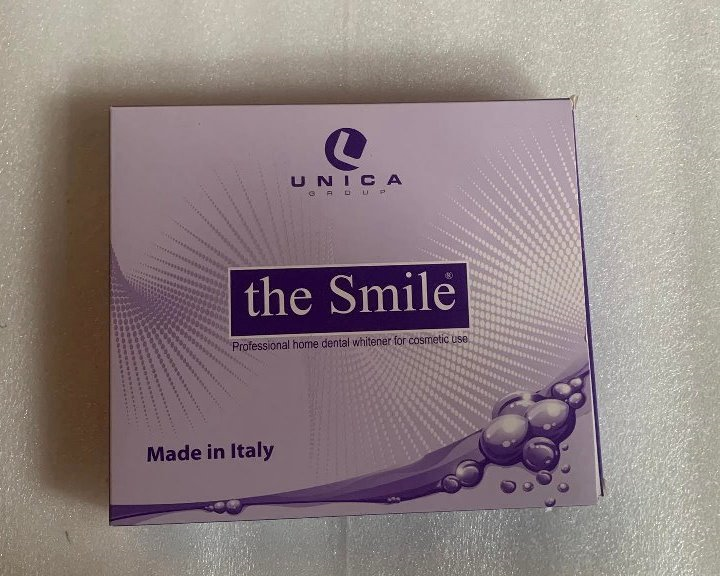 UNICA
GROUP
the Smile®
Professional home dental whitener for cosmetic use
Made in Italy